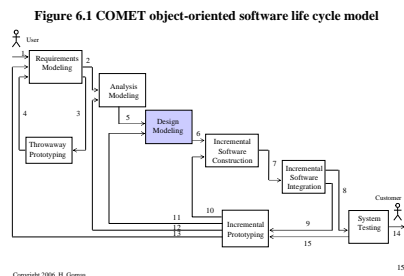 Figure 6.1 COMET object-oriented software life cycle model
User
1
Requirements
Modeling
2
Analysis
Modeling
4
3
5
Design
Modeling
6
Throwaway
Prototyping
Incremental
Software
Construction
7
Incremental
Software
Integration
8
Customer
10
11
12
13
Incremental
Prototyping
9
15
System
Testing
14
15
Copyright 2006 H. Gomaa